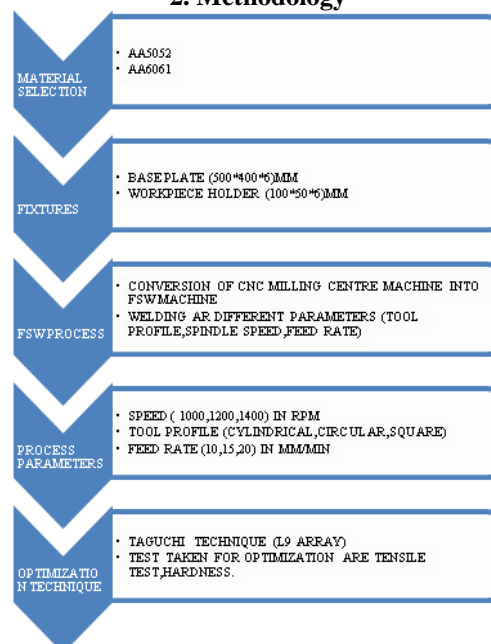 2. Methodology
MATERIAL
SELECTION
• AA5052
• AA6061
FIXTURES
• BASEPLATE (500*400*6)MM
• WORKPIECE HOLDER (100*50*6)MM
FSWPROCESS
• CONVERSION OF CNC MILLING CENTRE MACHINE INTO
FSWMACHINE
• WELDING AR DIFFERENT PARAMETERS (TOOL
PROFILE,SPINDLE SPEED,FEED RATE)
PROCESS
PARAMETERS
• SPEED ( 1000,1200,1400) IN RPM
• TOOL PROFILE (CYLINDRICAL,CIRCULAR,SQUARE)
• FEED RATE (10,15,20) IN MM/MIN
OPTIMIZATIO
N TECHNIQUE
• TAGUCHI TECHNIQUE (L9 ARRAY)
• TEST TAKEN FOR OPTIMIZATION ARE TENSILE
TEST,HARDNESS.